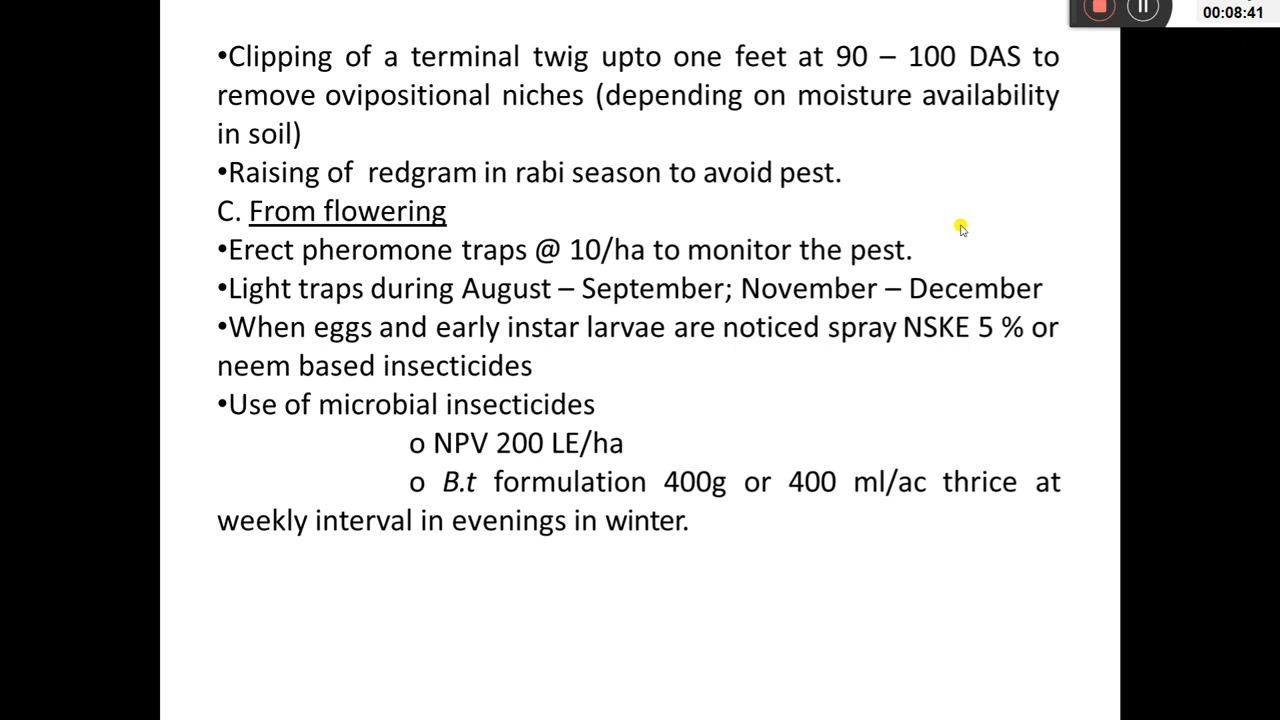 00:08:41
•Clipping of a terminal twig upto one feet at 90 – 100 DAS to
remove ovipositional niches (depending on moisture availability
in soil)
•Raising of  redgram in rabi season to avoid pest.
C. From flowering
•Erect pheromone traps @ 10/ha to monitor the pest.
•Light traps during August – September; November – December
•When eggs and early instar larvae are noticed spray NSKE 5 % or
neem based insecticides
•Use of microbial insecticides
o NPV 200 LE/ha
o B.t formulation 400g or 400 ml/ac thrice at
weekly interval in evenings in winter.